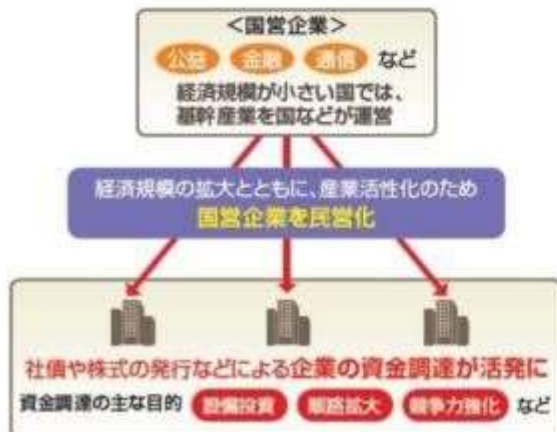 <国営企業>
公益 金融 通信 など
経済規模が小さい国では、
基幹産業を国などが運営
経済規模の拡大とともに、産業活性化のため
国営企業を民営化
社債や株式の発行などによる企業の資金調達が活発に
資金調達の主な目的 設備投資 販路拡大 競争力強化 など